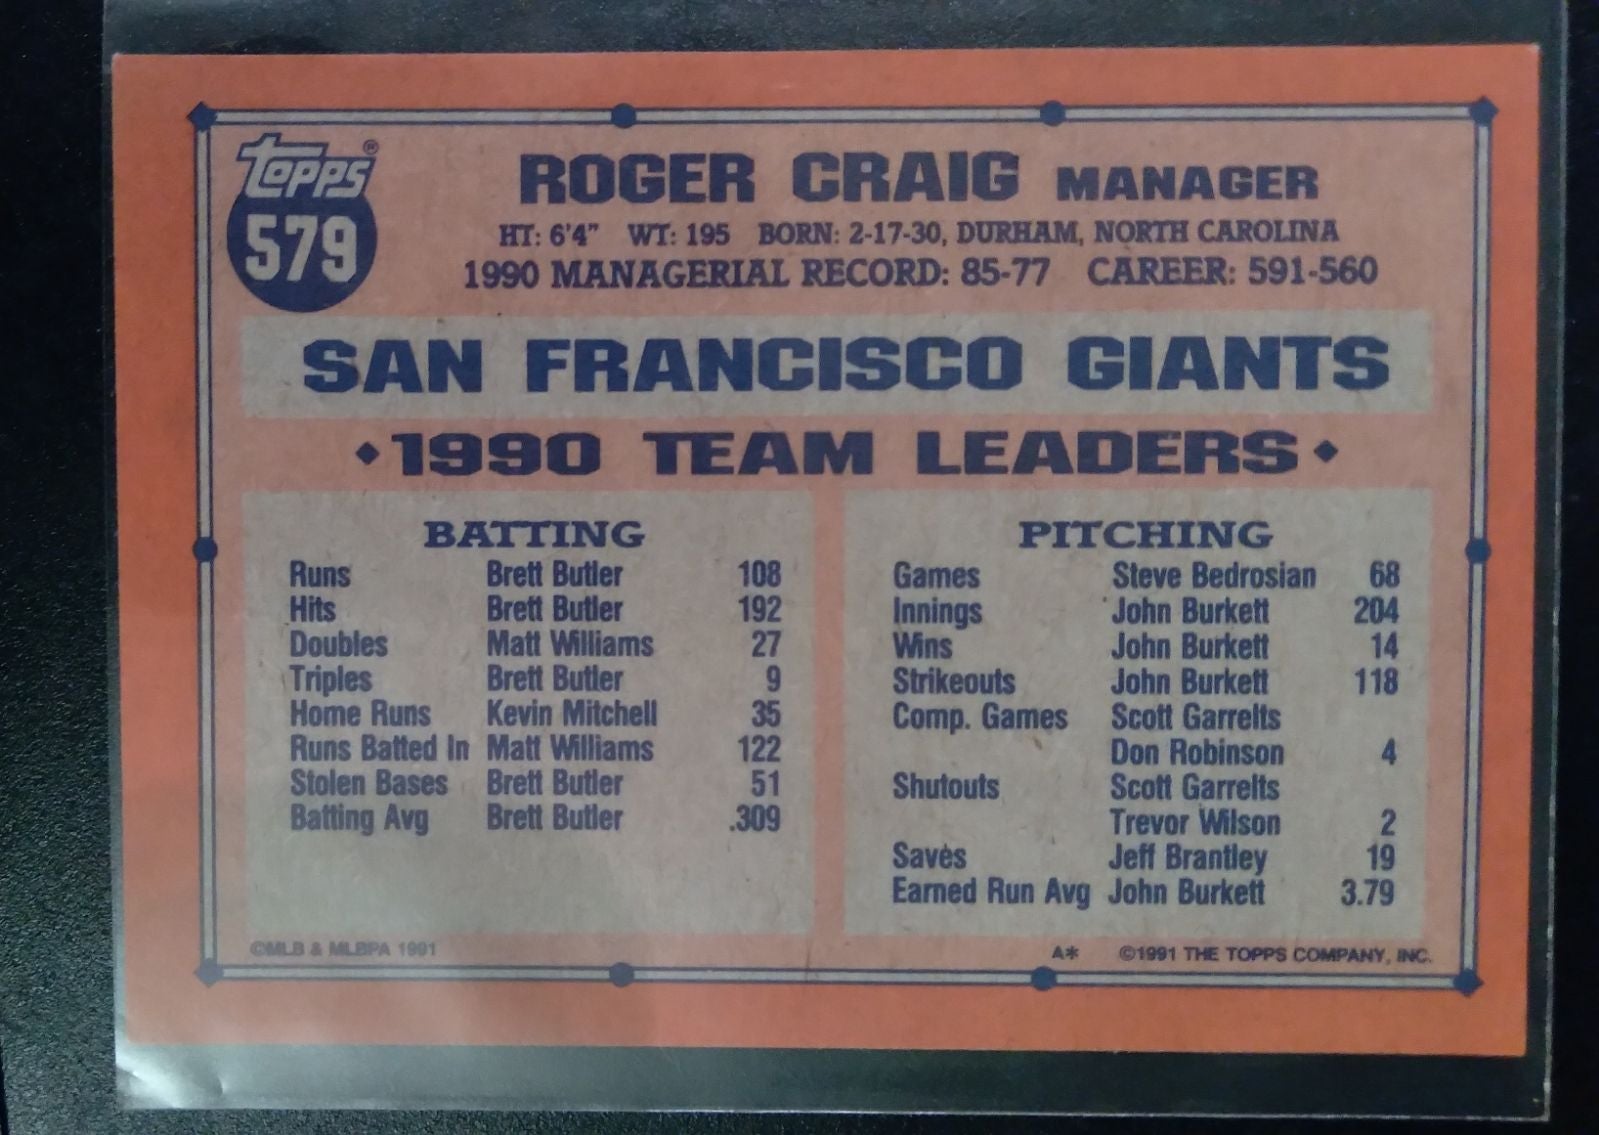 topps®
579
ROGER CRAIG MANAGER
HT: 6'4" WT: 195 BORN: 2-17-30, DURHAM, NORTH CAROLINA
1990 MANAGERIAL RECORD: 85-77 CAREER: 591-560
SAN FRANCISCO GIANTS
◆1990 TEAM LEADERS◆
BATTING
Runs Brett Butler 108
Hits Brett Butler 192
Doubles Matt Williams 27
Triples Brett Butler 9
Home Runs Kevin Mitchell 35
Runs Batted In Matt Williams 122
Stolen Bases Brett Butler 51
Batting Avg Brett Butler .309
PITCHING
Games Steve Bedrosian 68
Innings John Burkett 204
Wins John Burkett 14
Strikeouts John Burkett 118
Comp. Games Scott Garrelts
Don Robinson 4
Shutouts Scott Garrelts
Trevor Wilson 2
Saves Jeff Brantley 19
Earned Run Avg John Burkett 3.79
©MLB & MLBPA 1991
A* ©1991 THE TOPPS COMPANY, INC.